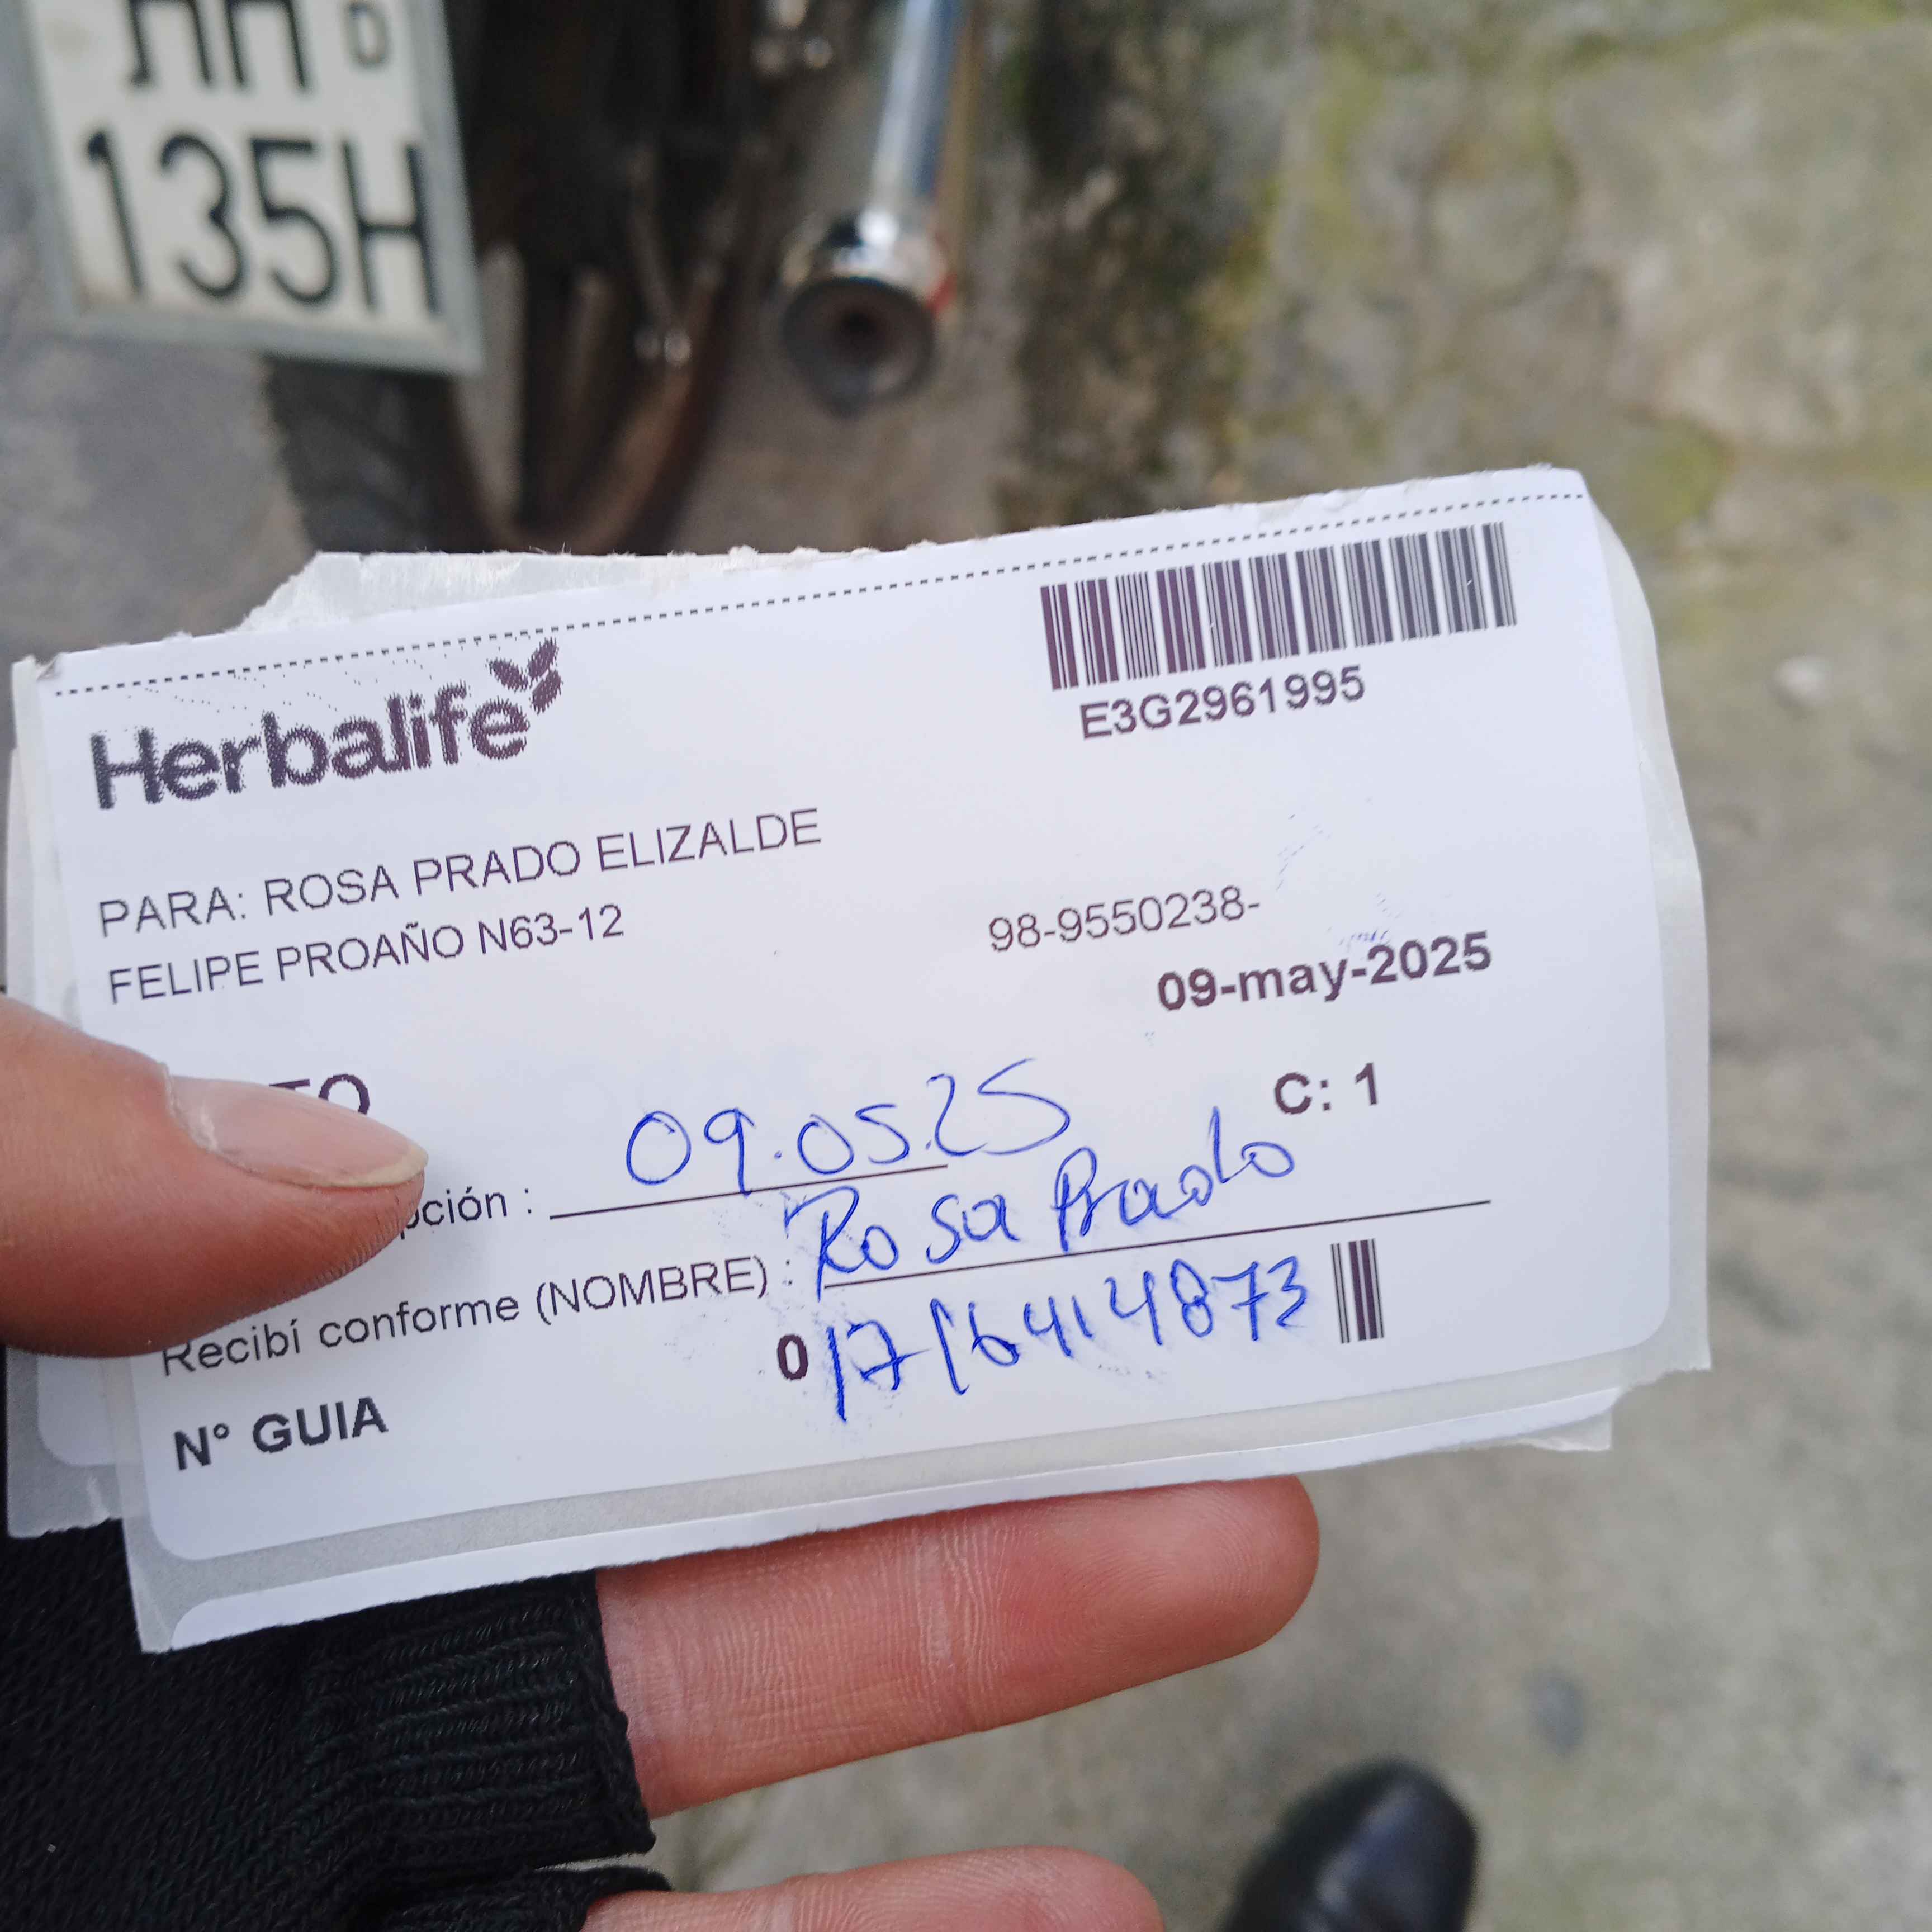 D
135H
E3G2961995
Herbalife
PARA: ROSA PRADO ELIZALDE
FELIPE PROAÑO N63-12
98-9550238-
09-may-2025
C: 1
09.05.25
Recibí conforme (NOMBRE) : Rosa Prado
0 1716414873
N° GUIA